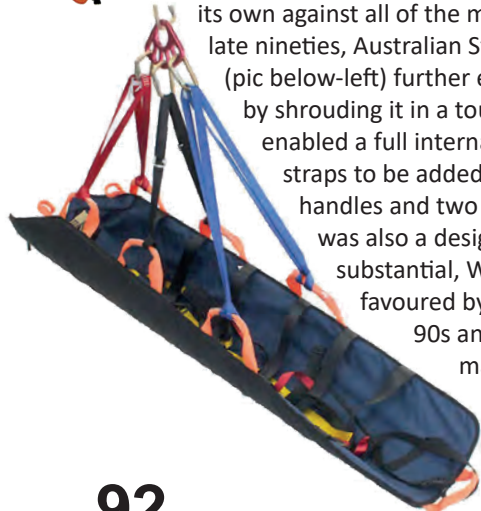 its own against all of the m
late nineties, Australian St
(pic below-left) further e
by shrouding it in a tou
enabled a full interna
straps to be added
handles and two
was also a desig
substantial, W
favoured by
90s an
m
92